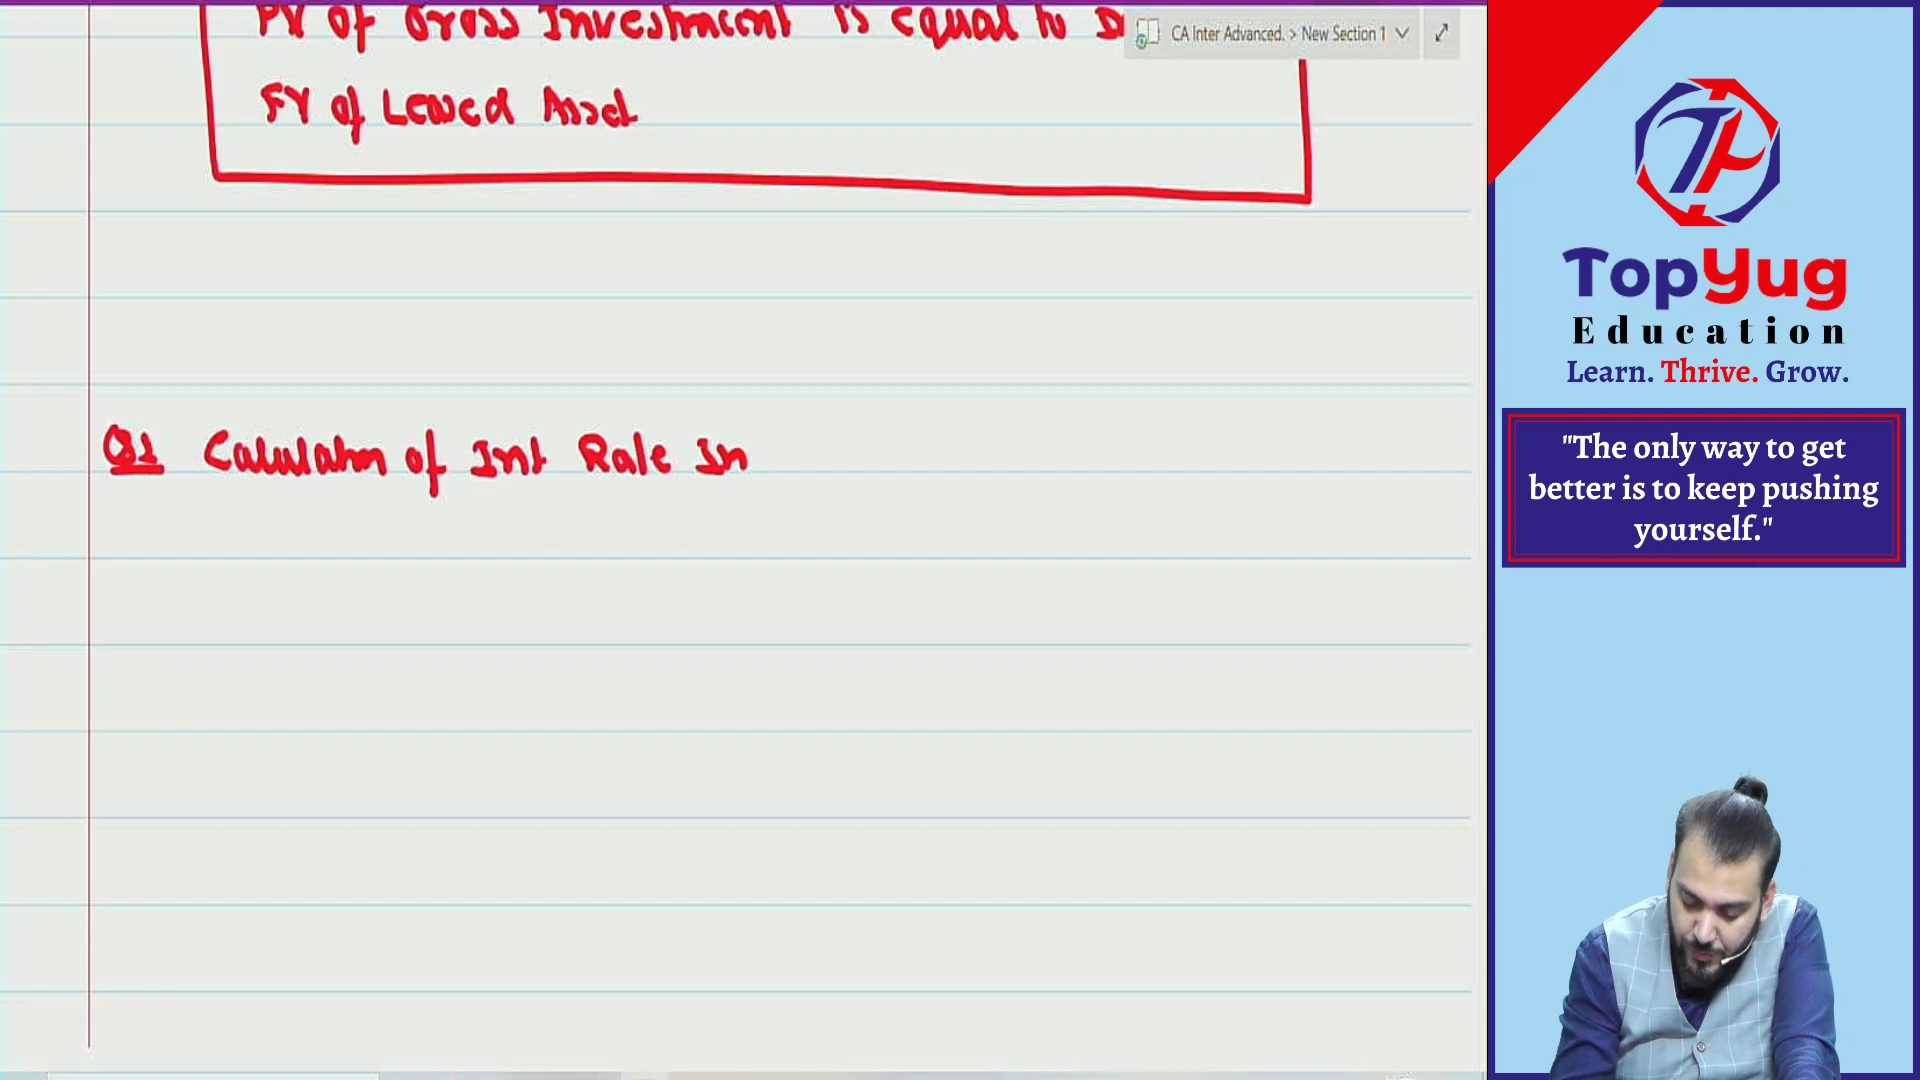 PV of Gross Investment is equal to
CA Inter Advanced. > New Section 1
FV of Leased Asset
Q1 Calculation of Int Rate In
TopYug
Education
Learn. Thrive. Grow.
"The only way to get
better is to keep pushing
yourself."